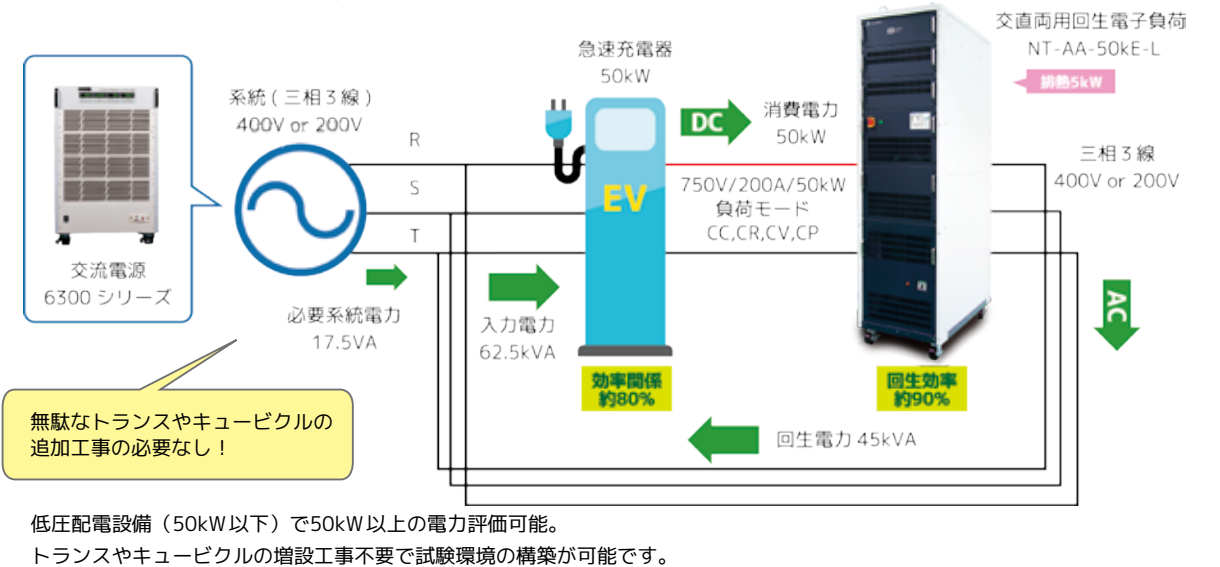 急速充電器
50kW
交直両用回生電子負荷
NT-AA-50kE-L
排熱5kW
系統(三相3線)
400V or 200V
DC
消費電力
50kW
三相3線
400V or 200V
R
S
T
EV
750V/200A/50kW
負荷モード
CC,CR,CV,CP
交流電源
6300 シリーズ
必要系統電力
17.5VA
入力電力
62.5kVA
AC
効率関係
約80%
回生効率
約90%
無駄なトランスやキュービクルの
追加工事の必要なし!
回生電力 45kVA
低圧配電設備(50kW以下)で50kW以上の電力評価可能。
トランスやキュービクルの増設工事不要で試験環境の構築が可能です。